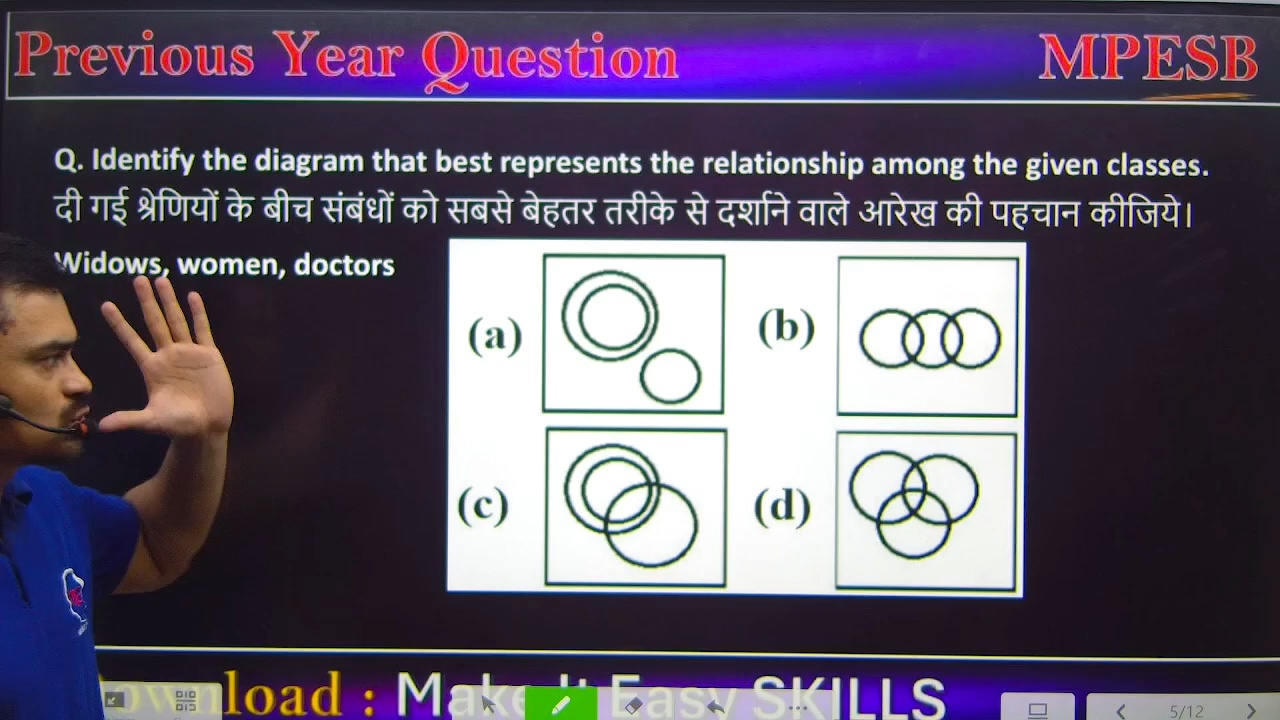 Previous Year Question MPESB
Q. Identify the diagram that best represents the relationship among the given classes.
दी गई श्रेणियों के बीच संबंधों को सबसे बेहतर तरीके से दर्शाने वाले आरेख की पहचान कीजिये।
Widows, women, doctors
(a) (b)
(c) (d)
Download : Make It Easy SKILLS
5/12